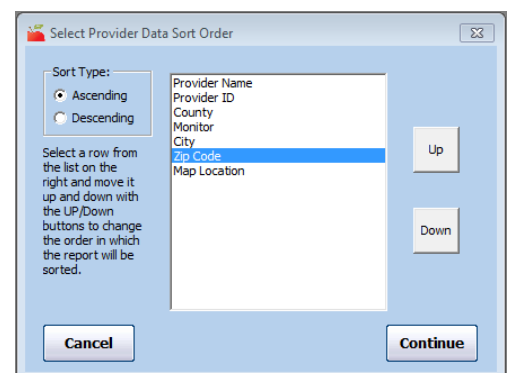 Select Provider Data Sort Order
Sort Type:
Ascending
Descending
Select a row from
the list on the
right and move it
up and down with
the UP/Down
buttons to change
the order in which
the report will be
sorted.
Provider Name
Provider ID
County
Monitor
City
Zip Code
Map Location
Up
Down
Cancel
Continue